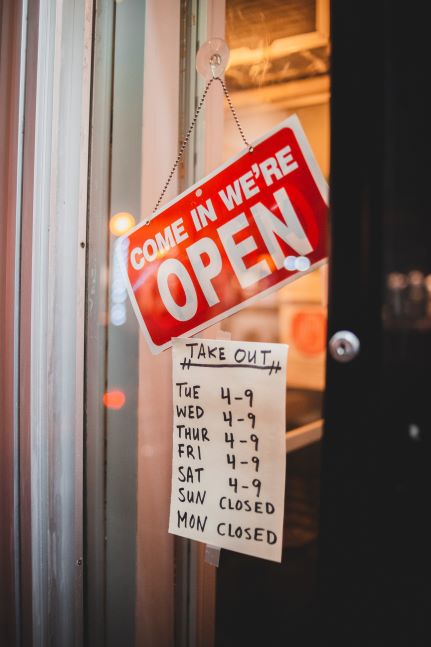 COME IN WE'RE
OPEN
TAKE OUT
TUE 4-9
WED 4-9
THUR 4-9
FRI 4-9
SAT 4-9
SUN CLOSED
MON CLOSED